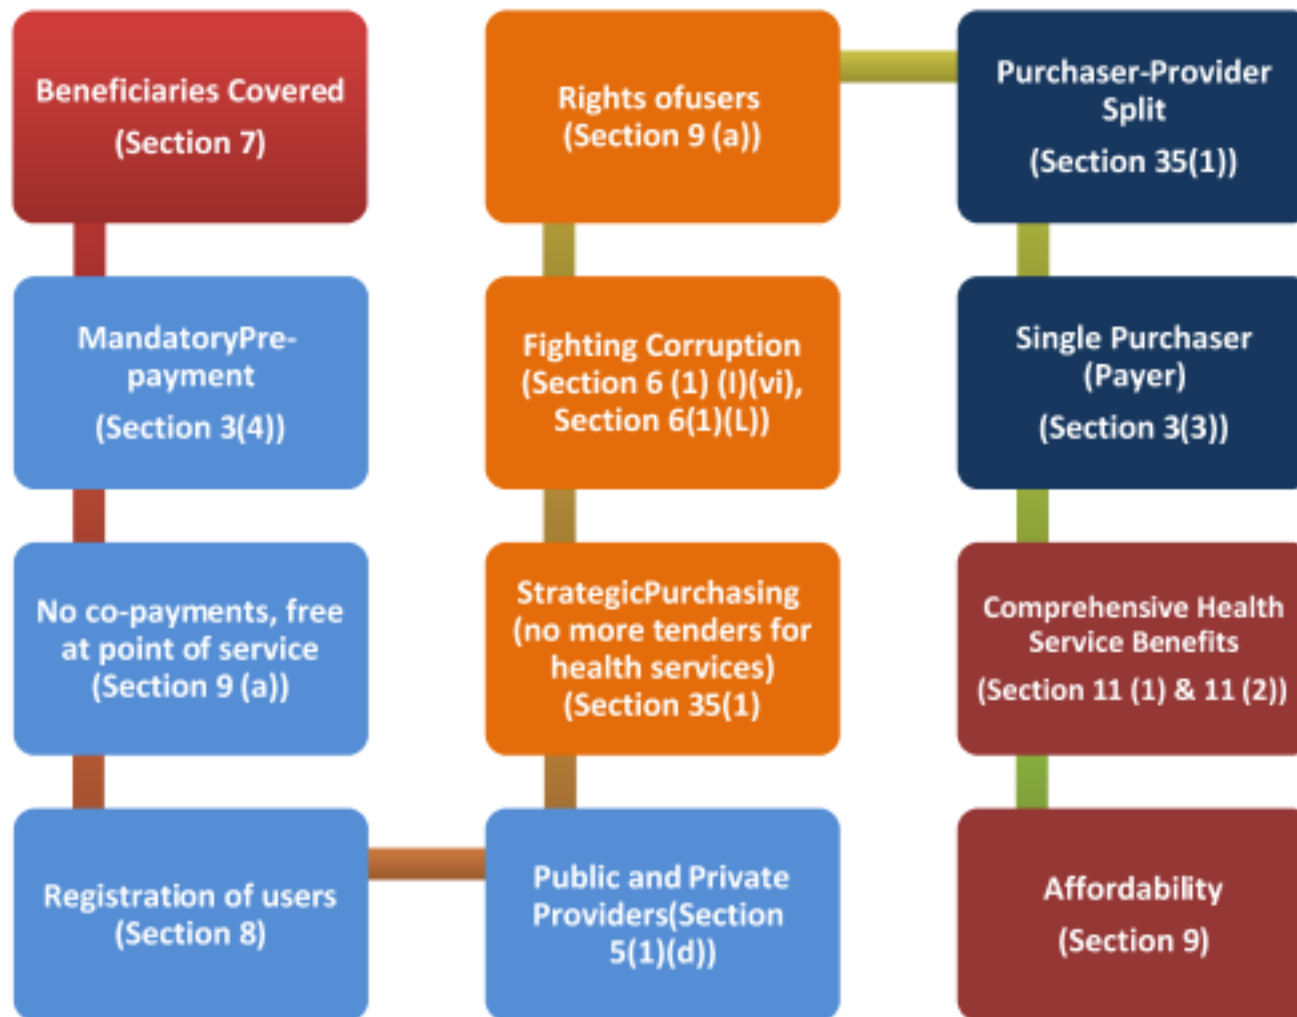 Beneficiaries Covered
(Section 7)
MandatoryPre-
payment
(Section 3(4))
No co-payments, free
at point of service
(Section 9 (a))
Registration of users
(Section 8)
Public and Private
Providers(Section
5(1)(d))
StrategicPurchasing
(no more tenders for
health services)
(Section 35(1)
Fighting Corruption
(Section 6 (1) (I)(vi),
Section 6(1)(L))
Rights ofusers
(Section 9 (a))
Purchaser-Provider
Split
(Section 35(1))
Single Purchaser
(Payer)
(Section 3(3))
Comprehensive Health
Service Benefits
(Section 11 (1) & 11 (2))
Affordability
(Section 9)